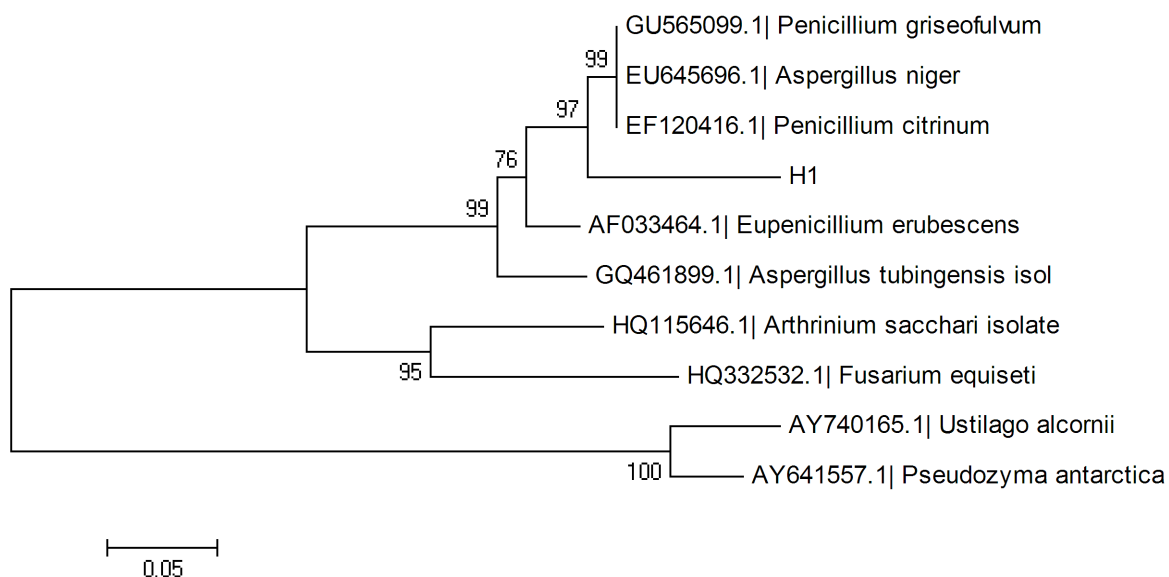 GU565099.1| Penicillium griseofulvum
99
EU645696.1| Aspergillus niger
97
EF120416.1| Penicillium citrinum
76
H1
99
AF033464.1| Eupenicillium erubescens
GQ461899.1| Aspergillus tubingensis isol
HQ115646.1| Arthrinium sacchari isolate
95
HQ332532.1| Fusarium equiseti
AY740165.1| Ustilago alcornii
100
AY641557.1| Pseudozyma antarctica
0.05